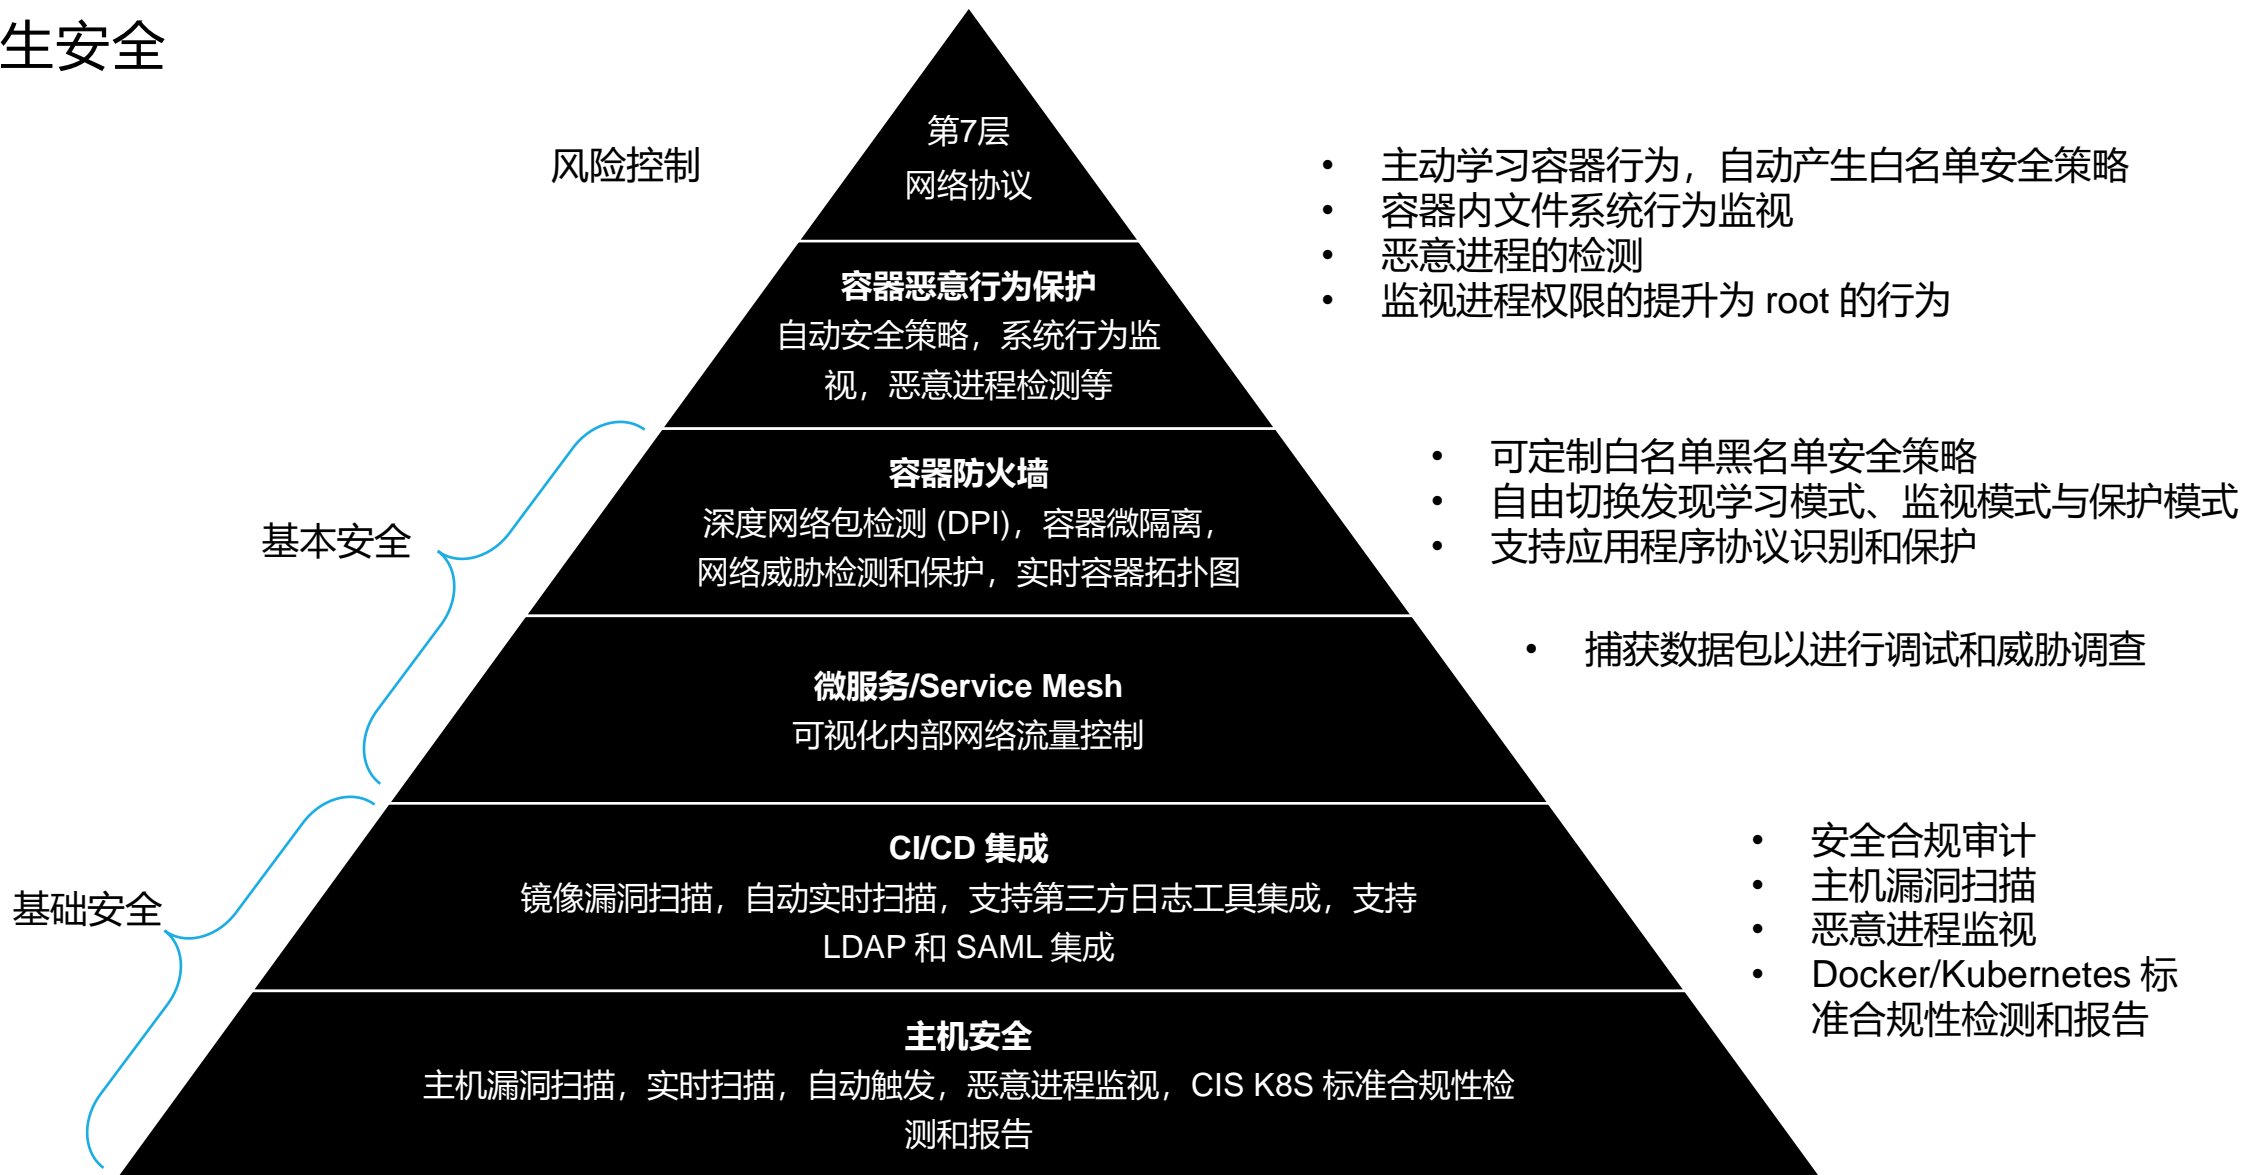 生安全
风险控制
第7层
网络协议
容器恶意行为保护
自动安全策略，系统行为监
视，恶意进程检测等
• 主动学习容器行为，自动产生白名单安全策略
• 容器内文件系统行为监视
• 恶意进程的检测
• 监视进程权限的提升为 root 的行为
基本安全
容器防火墙
深度网络包检测 (DPI)，容器微隔离，
网络威胁检测和保护，实时容器拓扑图
• 可定制白名单黑名单安全策略
• 自由切换发现学习模式、监视模式与保护模式
• 支持应用程序协议识别和保护
微服务/Service Mesh
可视化内部网络流量控制
• 捕获数据包以进行调试和威胁调查
基础安全
CI/CD 集成
镜像漏洞扫描，自动实时扫描，支持第三方日志工具集成，支持
LDAP 和 SAML 集成
主机安全
主机漏洞扫描，实时扫描，自动触发，恶意进程监视，CIS K8S 标准合规性检
测和报告
• 安全合规审计
• 主机漏洞扫描
• 恶意进程监视
• Docker/Kubernetes 标
准合规性检测和报告